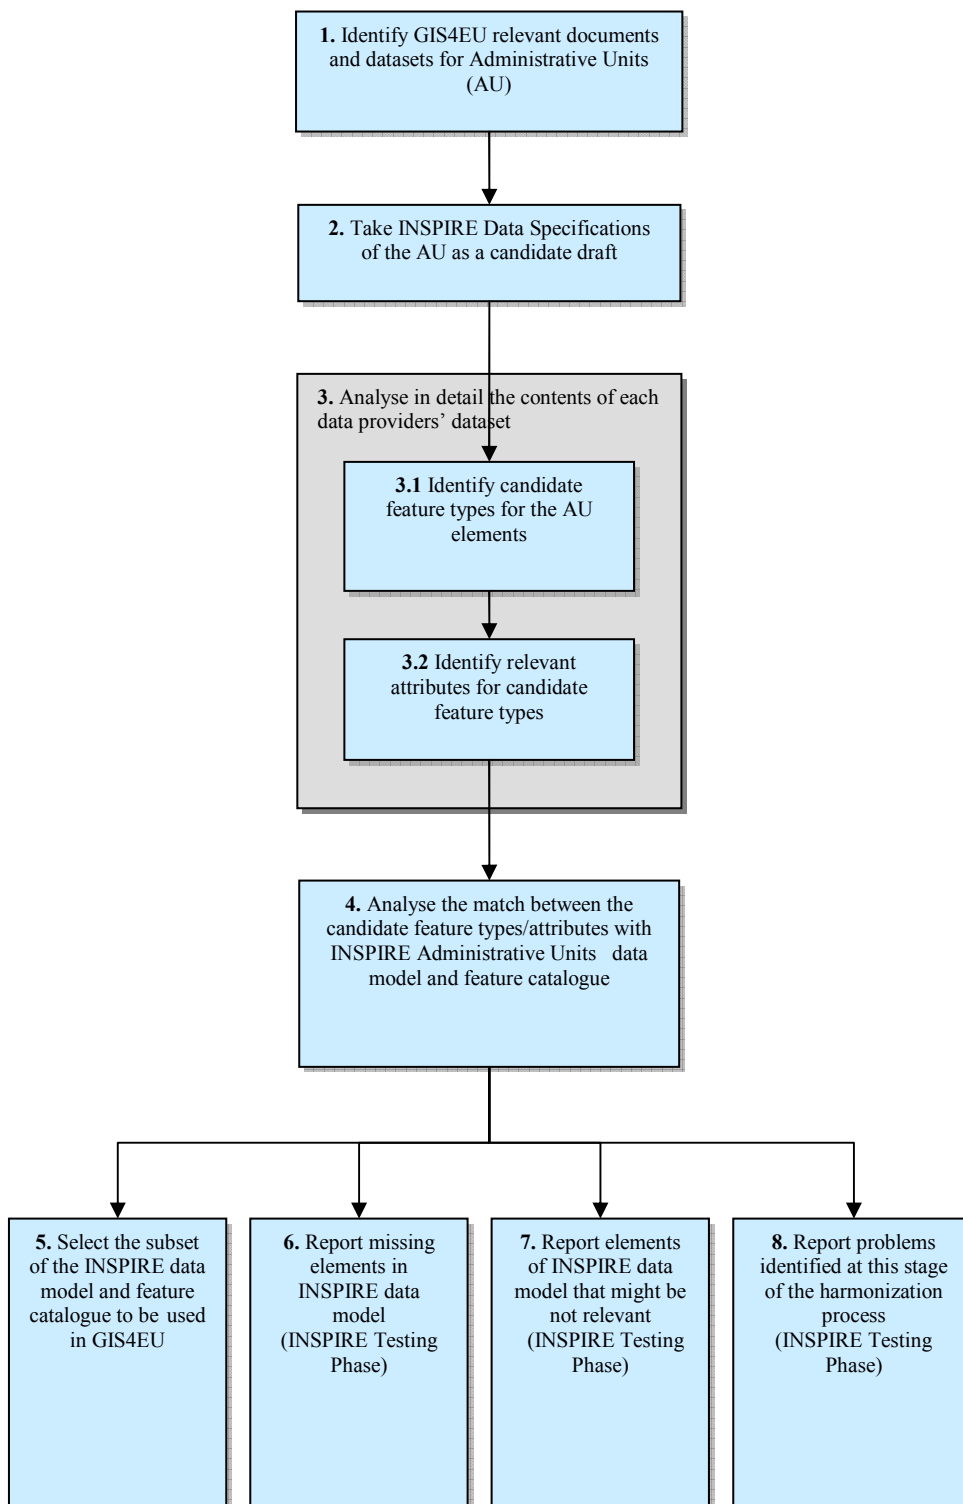 1. Identify GIS4EU relevant documents
and datasets for Administrative Units
(AU)
2. Take INSPIRE Data Specifications
of the AU as a candidate draft
3. Analyse in detail the contents of each
data providers’ dataset
3.1 Identify candidate
feature types for the AU
elements
3.2 Identify relevant
attributes for candidate
feature types
4. Analyse the match between the
candidate feature types/attributes with
INSPIRE Administrative Units data
model and feature catalogue
5. Select the subset
of the INSPIRE data
model and feature
catalogue to be used
in GIS4EU
6. Report missing
elements in
INSPIRE data
model
(INSPIRE Testing
Phase)
7. Report elements
of INSPIRE data
model that might be
not relevant
(INSPIRE Testing
Phase)
8. Report problems
identified at this stage
of the harmonization
process
(INSPIRE Testing
Phase)